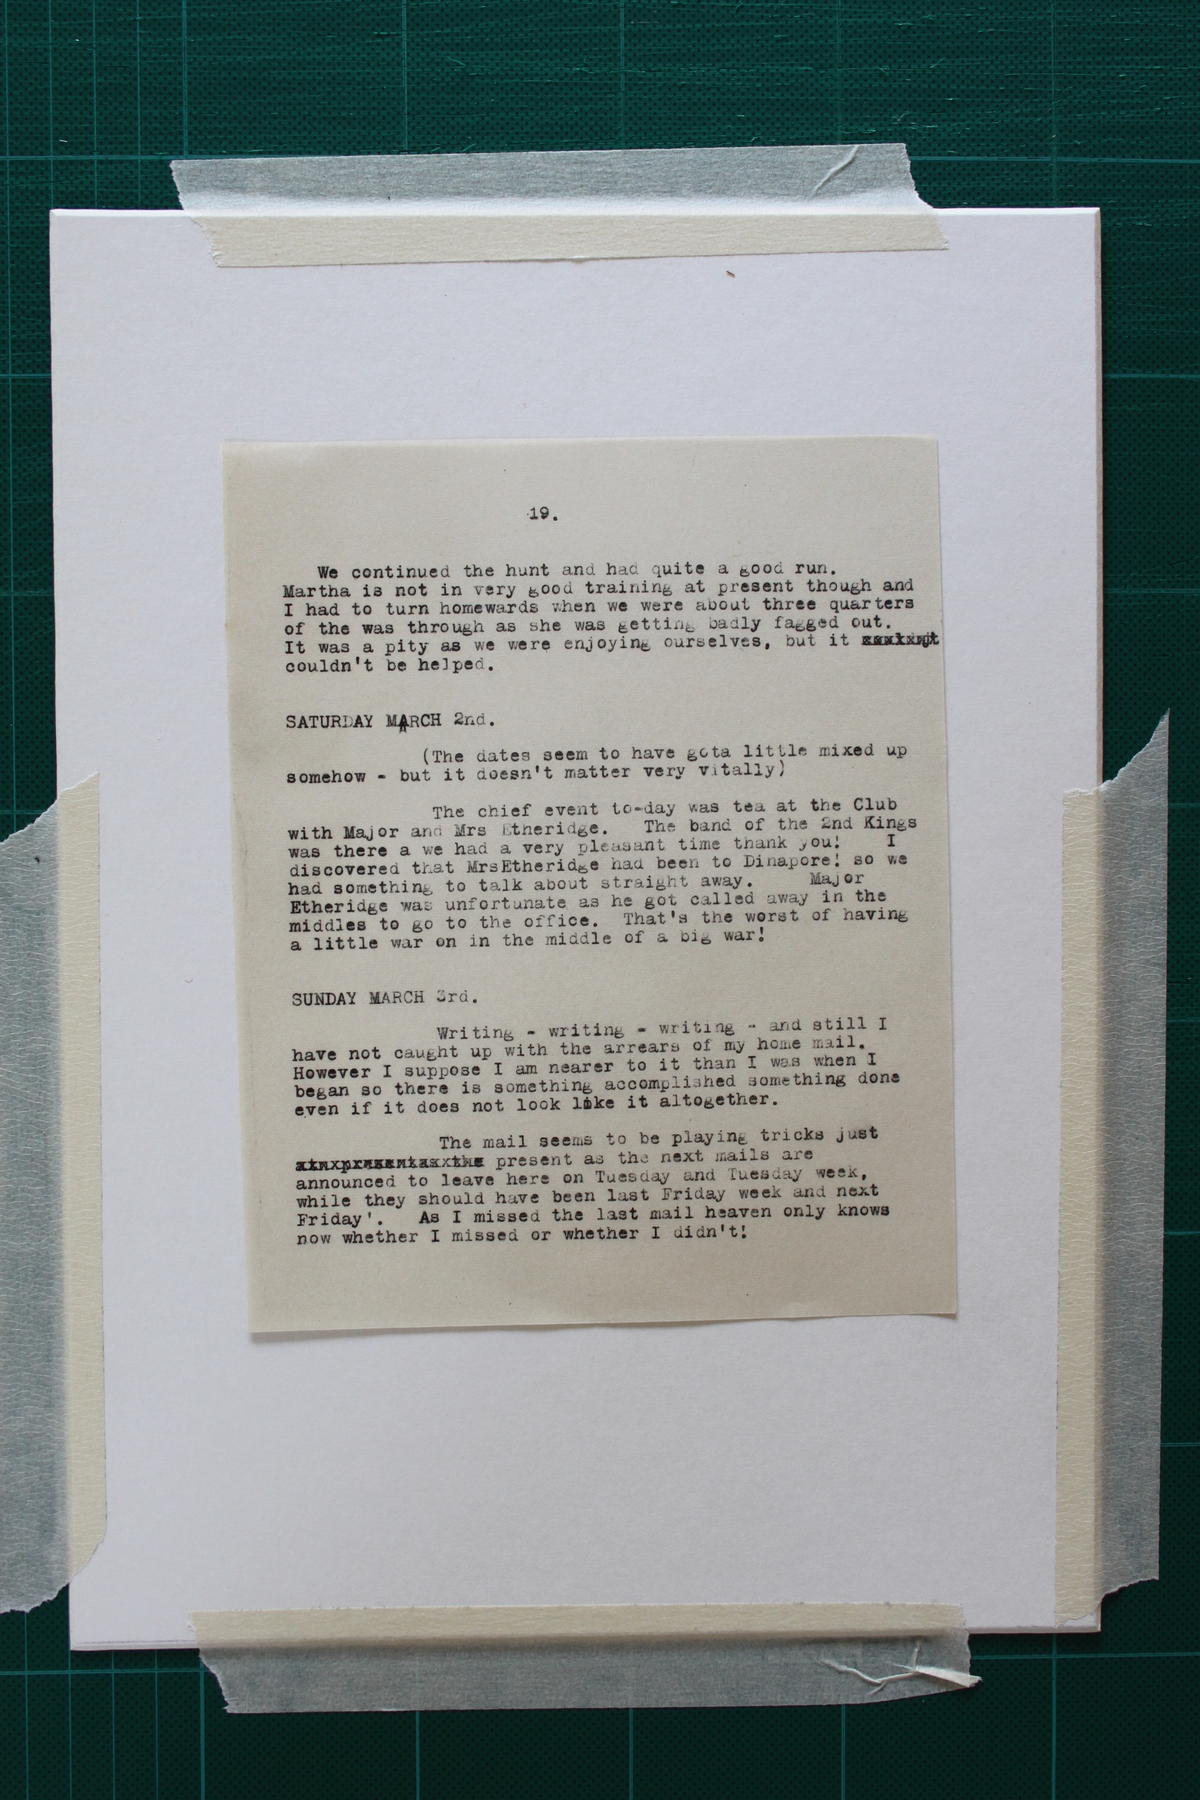 19.
We continued the hunt and had quite a good run.
Martha is not in very good training at present though and
I had to turn homewards when we were about three quarters
of the was through as she was getting badly fagged out.
It was a pity as we were enjoying ourselves, but it
couldn't be helped.
SATURDAY MARCH 2nd.
(The dates seem to have gota little mixed up
somehow - but it doesn't matter very vitally)
The chief event to-day was tea at the Club
with Major and Mrs Etheridge. The band of the 2nd Kings
was there a we had a very pleasant time thank you! I
discovered that MrsEtheridge had been to Dinapore! so we
had something to talk about straight away. Major
Etheridge was unfortunate as he got called away in the
middles to go to the office. That's the worst of having
a little war on in the middle of a big war!
SUNDAY MARCH 3rd.
Writing - writing - writing - and still I
have not caught up with the arrears of my home mail.
However I suppose I am nearer to it than I was when I
began so there is something accomplished something done
even if it does not look like it altogether.
The mail seems to be playing tricks just
present as the next mails are
announced to leave here on Tuesday and Tuesday week,
while they should have been last Friday week and next
Friday'. As I missed the last mail heaven only knows
now whether I missed or whether I didn't!